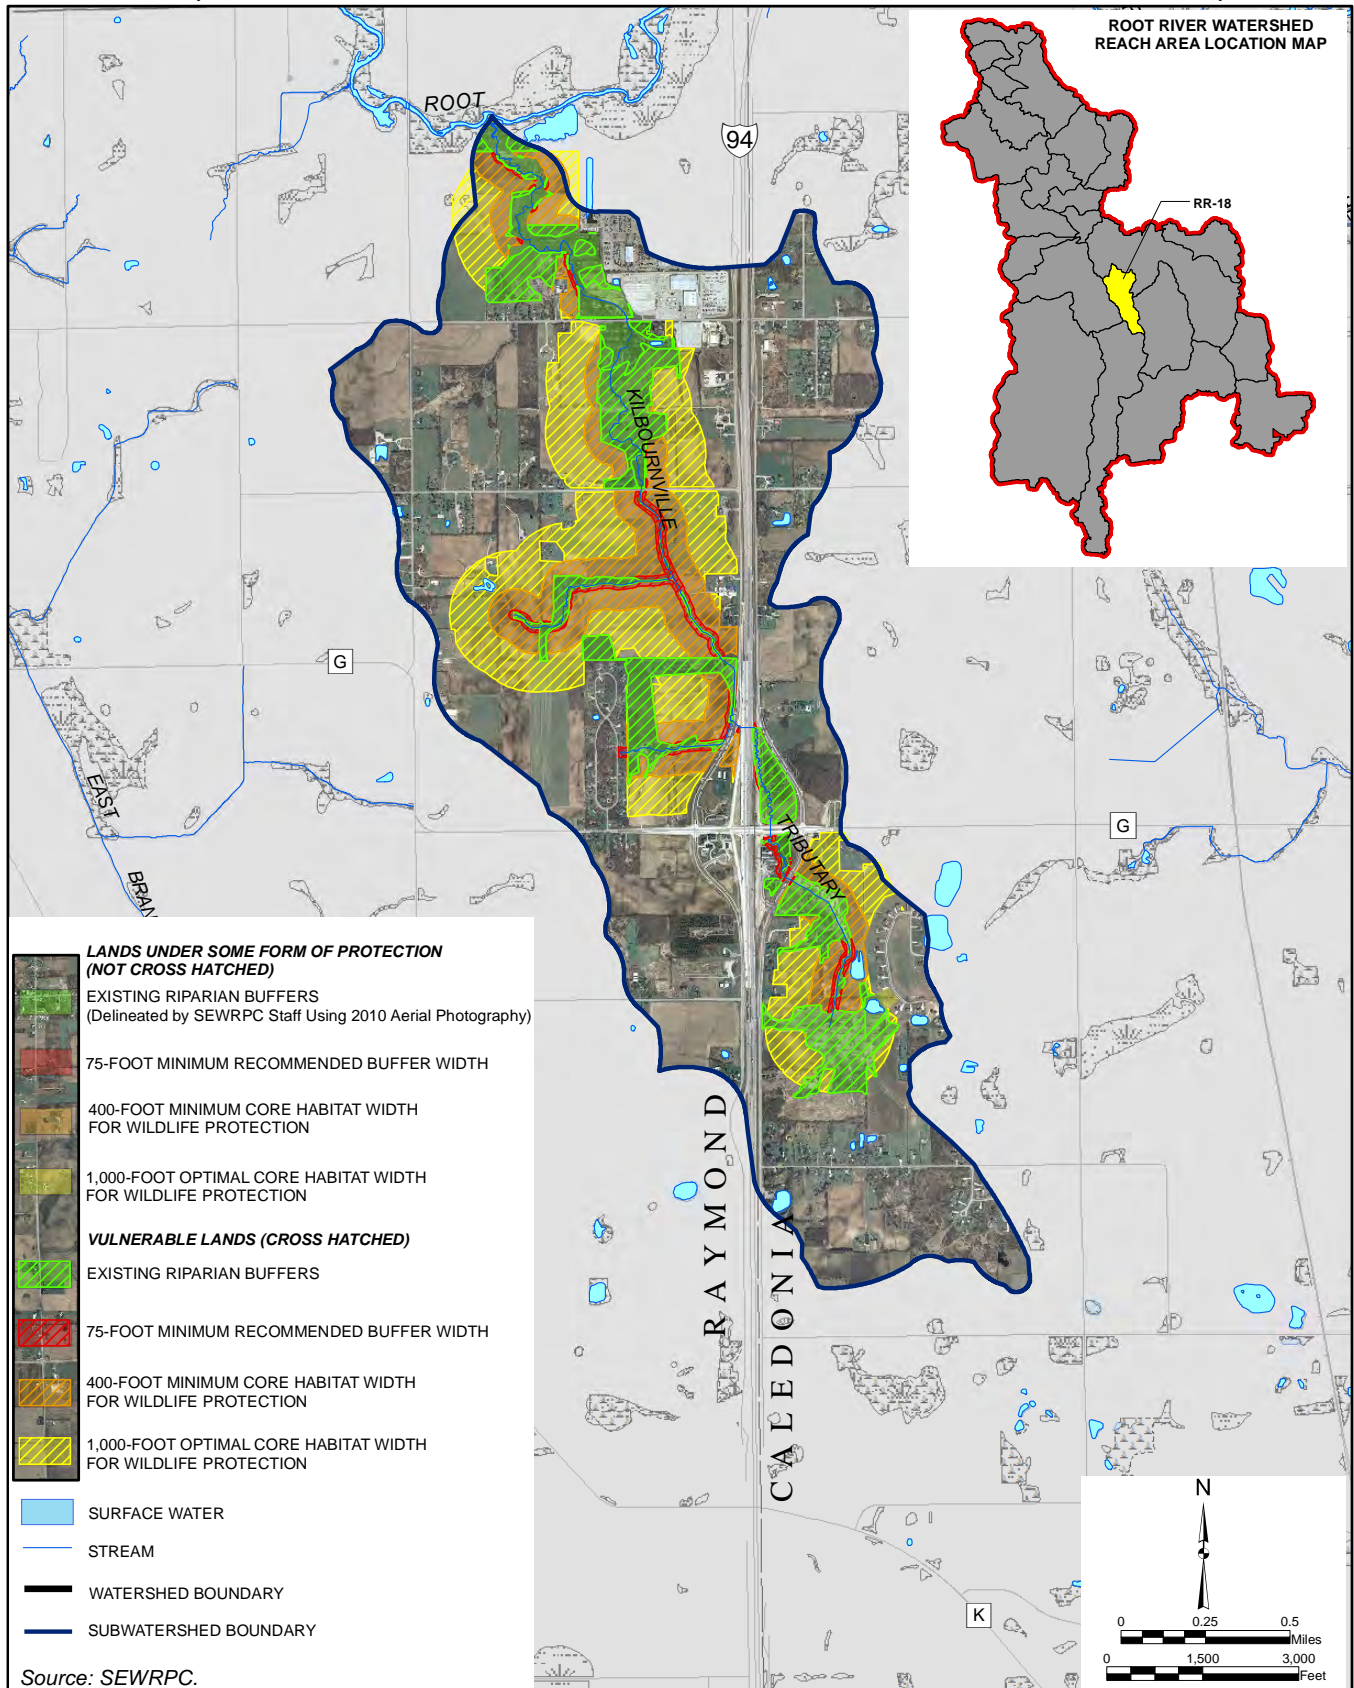 ROOT RIVER WATERSHED
REACH AREA LOCATION MAP
RR-18
ROOT
94
KILBOURNVILLE
TRIBUTARY
G
G
EAST
BRAN
RAYMOND
CALEDONIA
K
LANDS UNDER SOME FORM OF PROTECTION
(NOT CROSS HATCHED)
EXISTING RIPARIAN BUFFERS
(Delineated by SEWRPC Staff Using 2010 Aerial Photography)
75-FOOT MINIMUM RECOMMENDED BUFFER WIDTH
400-FOOT MINIMUM CORE HABITAT WIDTH
FOR WILDLIFE PROTECTION
1,000-FOOT OPTIMAL CORE HABITAT WIDTH
FOR WILDLIFE PROTECTION
VULNERABLE LANDS (CROSS HATCHED)
EXISTING RIPARIAN BUFFERS
75-FOOT MINIMUM RECOMMENDED BUFFER WIDTH
400-FOOT MINIMUM CORE HABITAT WIDTH
FOR WILDLIFE PROTECTION
1,000-FOOT OPTIMAL CORE HABITAT WIDTH
FOR WILDLIFE PROTECTION
SURFACE WATER
STREAM
WATERSHED BOUNDARY
SUBWATERSHED BOUNDARY
Source: SEWRPC.
N
0 0.25 0.5
Miles
0 1,500 3,000
Feet